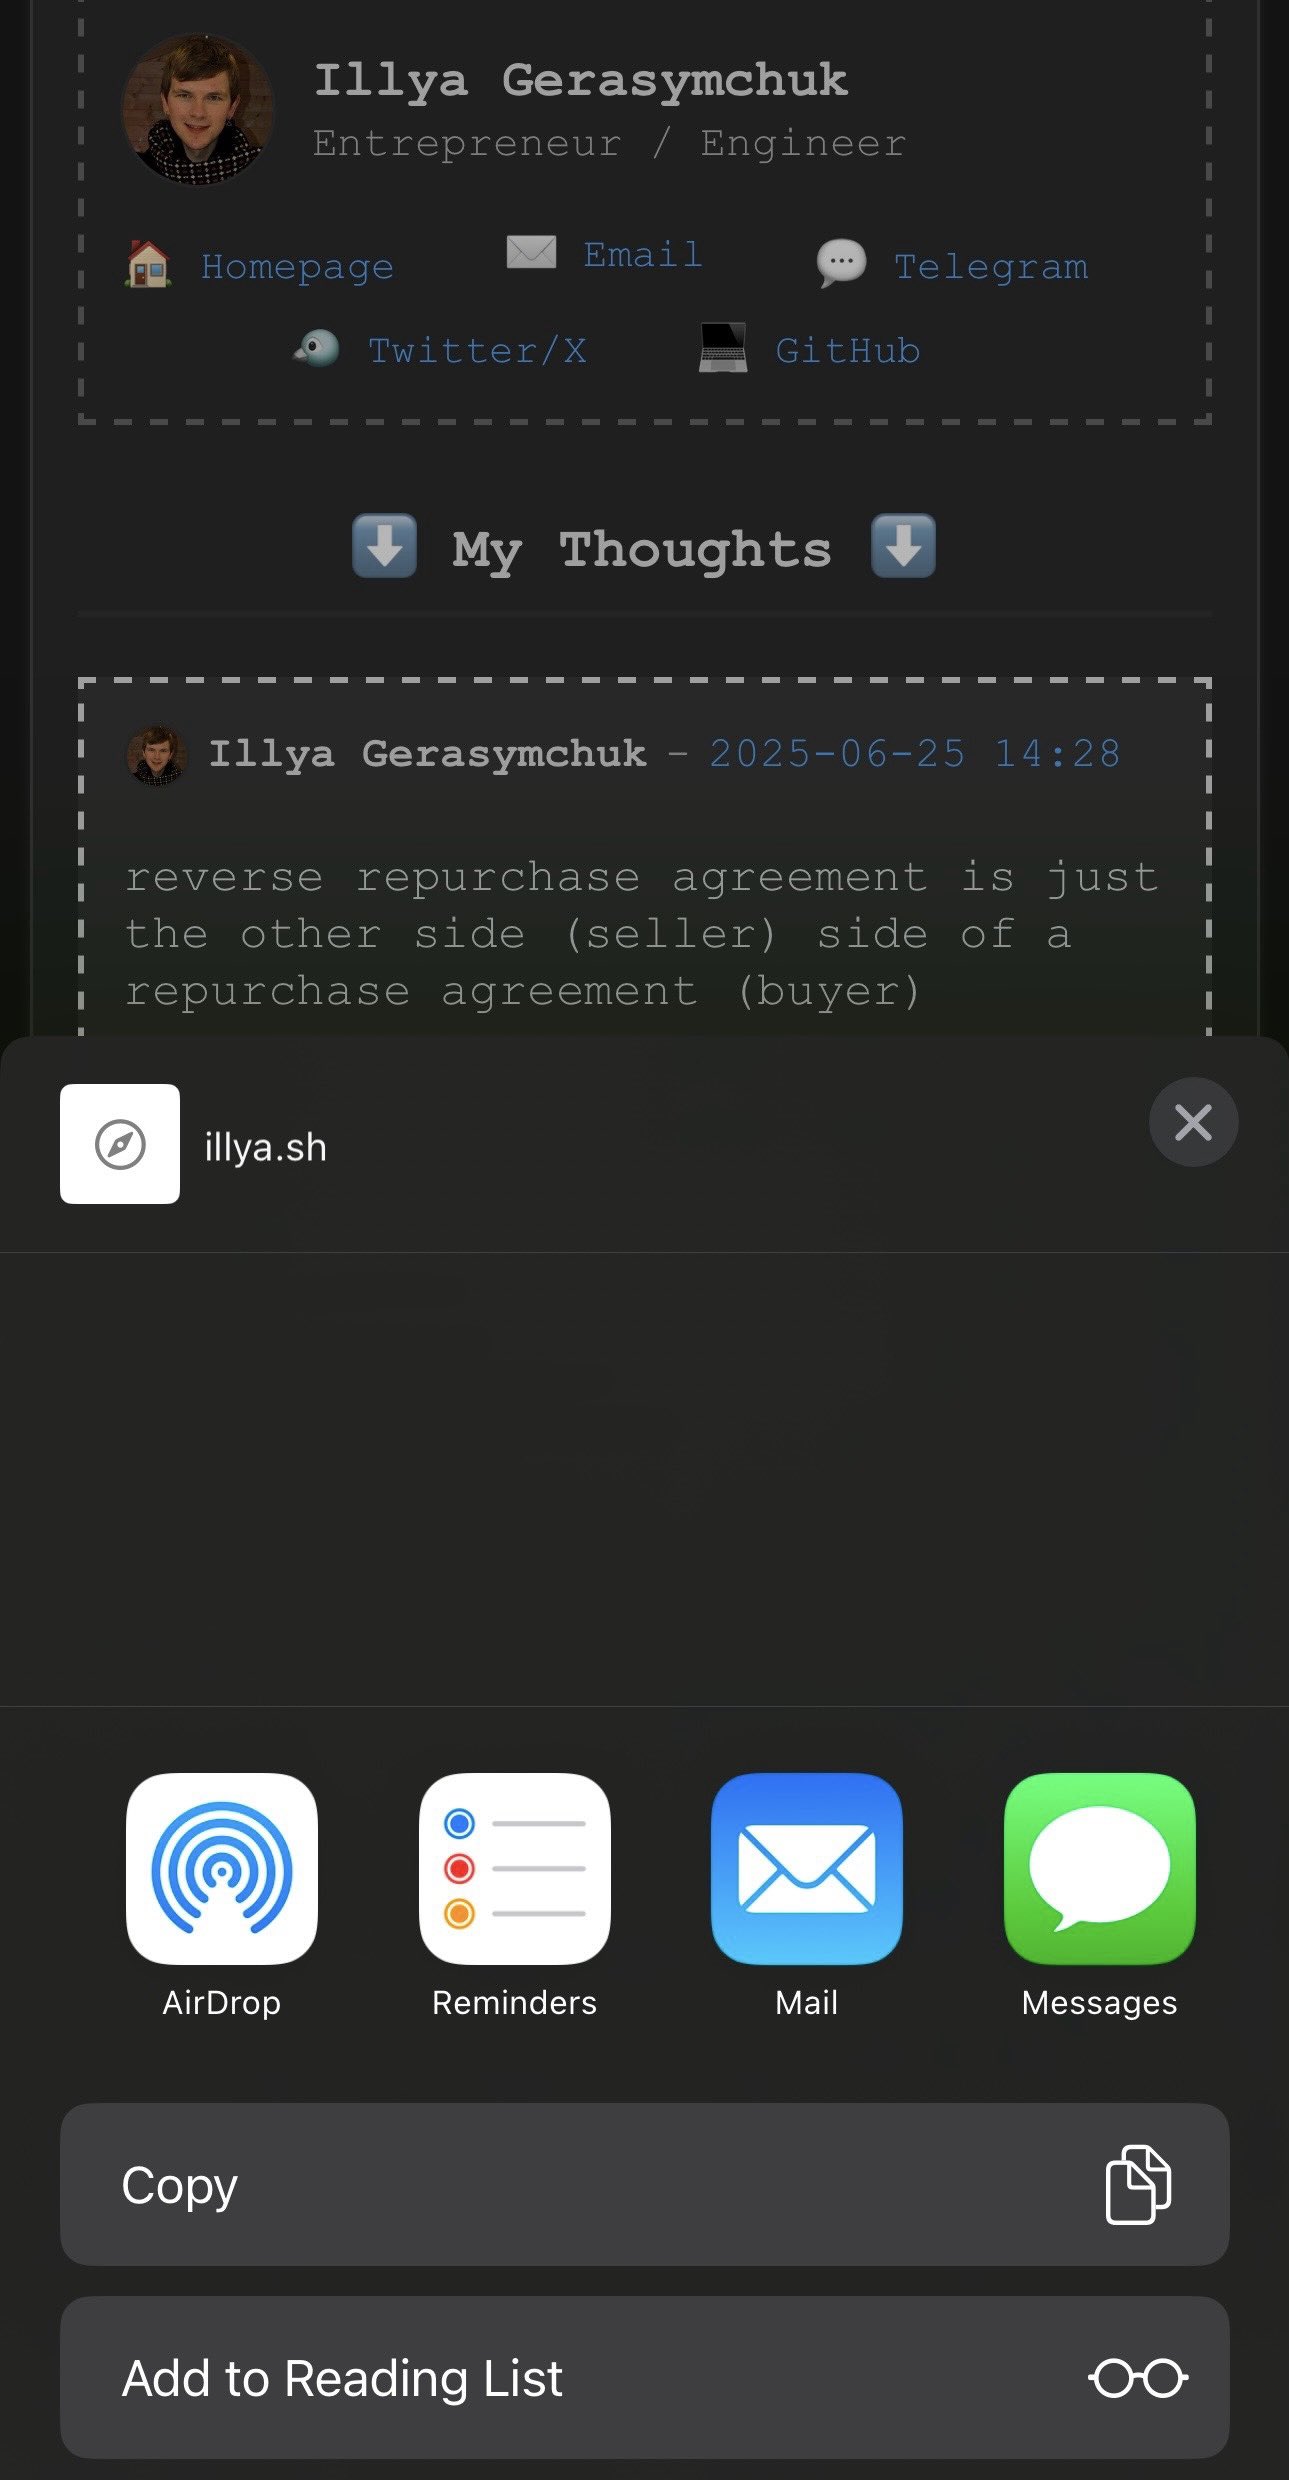 Illya Gerasymchuk
Entrepreneur / Engineer
Homepage Email Telegram
Twitter/X GitHub
My Thoughts
Illya Gerasymchuk - 2025-06-25 14:28
reverse repurchase agreement is just
the other side (seller) side of a
repurchase agreement (buyer)
illya.sh
AirDrop Reminders Mail Messages
Copy
Add to Reading List